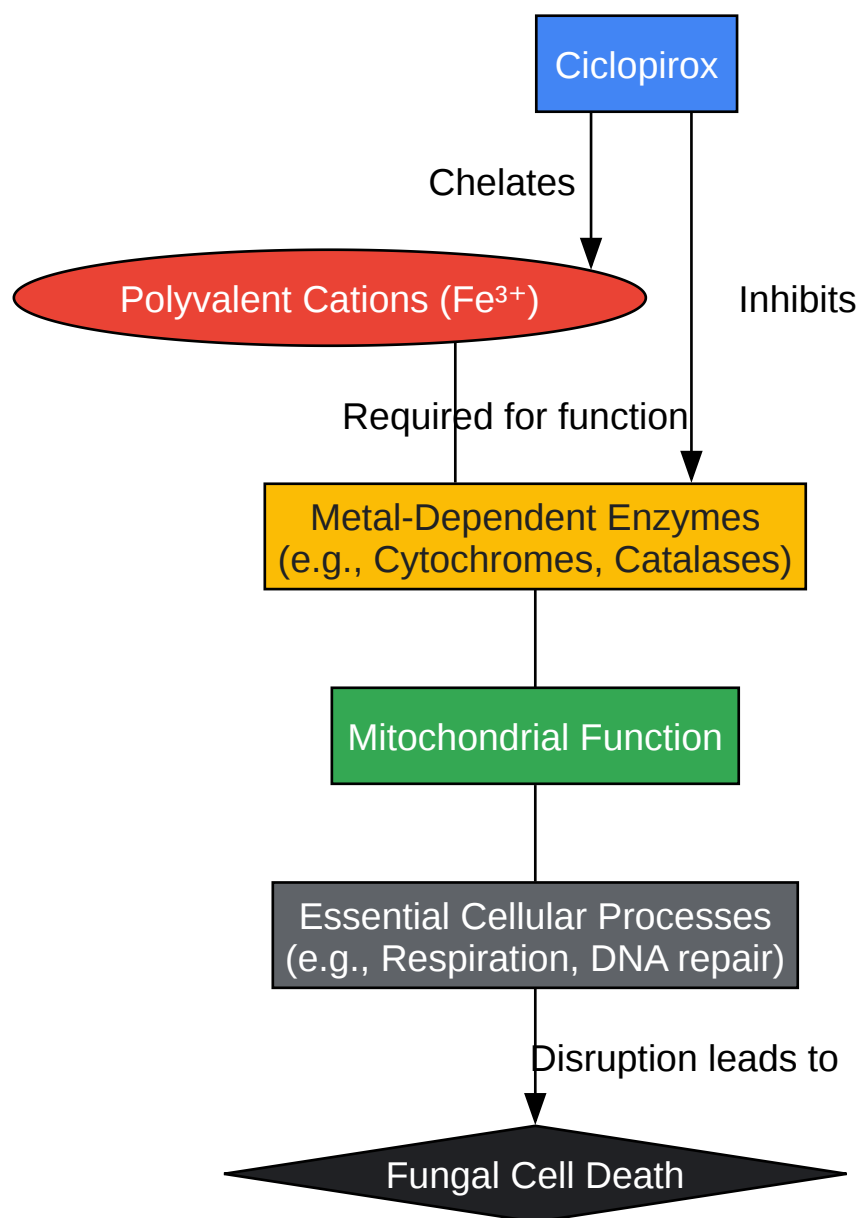 Ciclopirox
Chelates
Polyvalent Cations (Fe³⁺)
Inhibits
Required for function
Metal-Dependent Enzymes
(e.g., Cytochromes, Catalases)
Mitochondrial Function
Essential Cellular Processes
(e.g., Respiration, DNA repair)
Disruption leads to
Fungal Cell Death